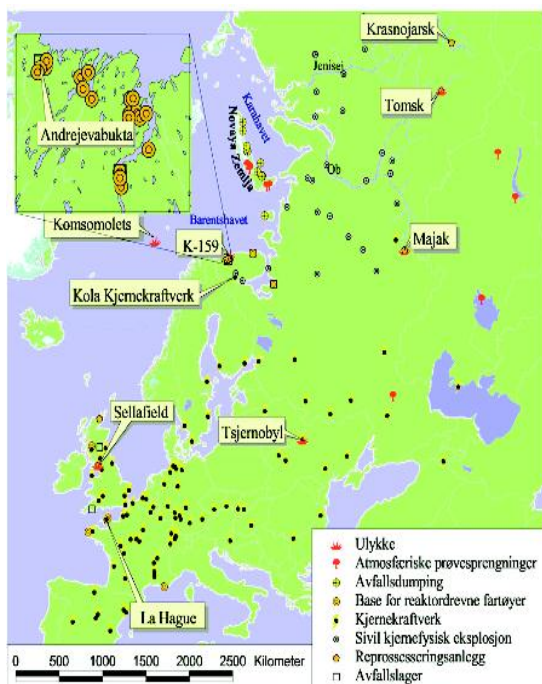 Krasnojarsk
Jenisej
Tomsk
Karahavet
Andrejevabukta
Novaya Zemlja
Ob
Komsomolets
Barentshavet
K-159
Majak
Kola Kjernekraftverk
Sellafield
Tsjernobyl
La Hague
Ulykke
Atmosfæriske prøvesprengninger
Avfallsdumping
Base for reaktordrevne fartøyer
Kjernekraftverk
Sivil kjernefysisk eksplosjon
Reprossesseringsanlegg
Avfallslager
0 500 1000 1500 2000 2500 Kilometer